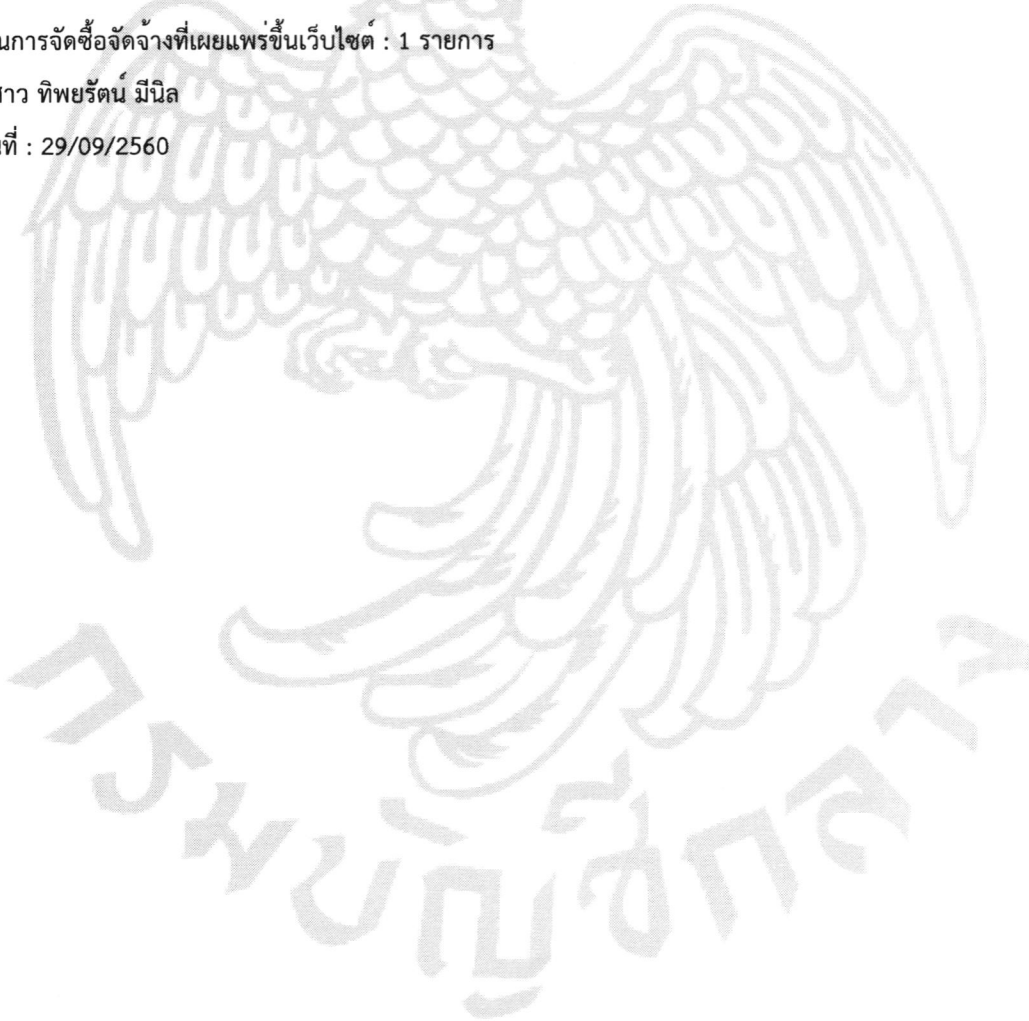 นการจัดซื้อจัดจ้างที่เผยแพร่ขึ้นเว็บไซต์ : 1 รายการ
สาว ทิพยรัตน์ มีนิล
นที่ : 29/09/2560
กรมบัญชีกลาง